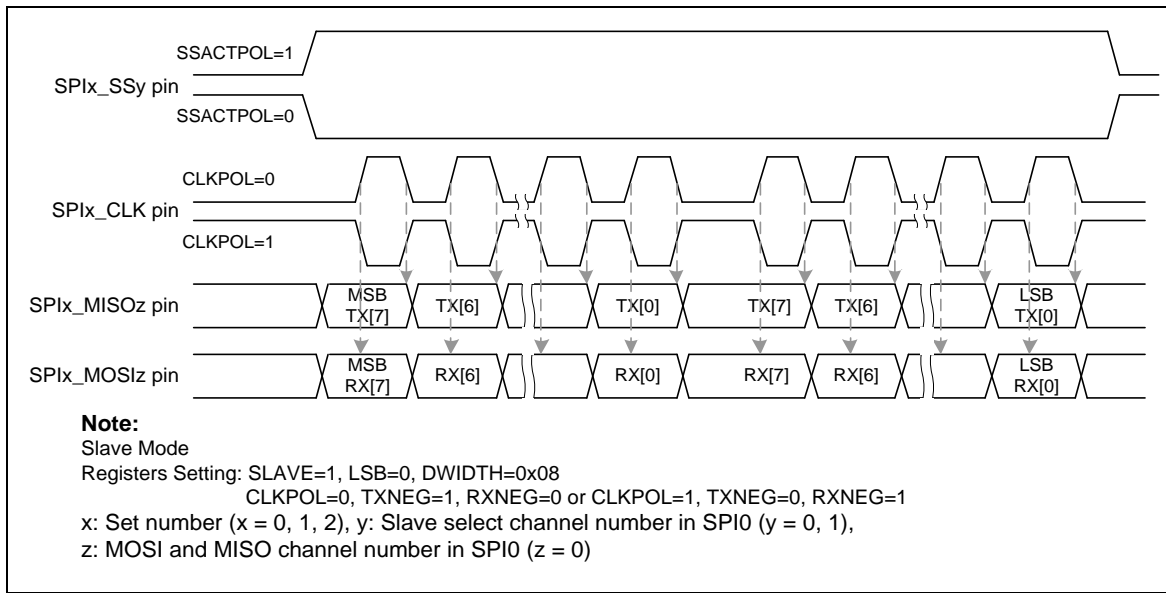 SSACTPOL=1
SPIx_SSy pin
SSACTPOL=0
CLKPOL=0
SPIx_CLK pin
CLKPOL=1
SPIx_MISOz pin
MSB TX[7] TX[6] TX[0] TX[7] TX[6] LSB TX[0]
SPIx_MOSIz pin
MSB RX[7] RX[6] RX[0] RX[7] RX[6] LSB RX[0]
Note:
Slave Mode
Registers Setting: SLAVE=1, LSB=0, DWIDTH=0x08
CLKPOL=0, TXNEG=1, RXNEG=0 or CLKPOL=1, TXNEG=0, RXNEG=1
x: Set number (x = 0, 1, 2), y: Slave select channel number in SPI0 (y = 0, 1),
z: MOSI and MISO channel number in SPI0 (z = 0)